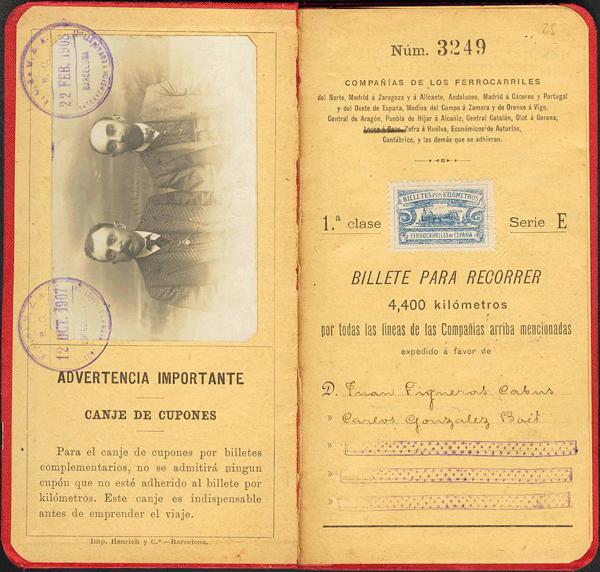 22 FEB. 1908
BARCELONA
12 OCT. 1907
ADVERTENCIA IMPORTANTE
CANJE DE CUPONES
Para el canje de cupones por billetes
complementarios, no se admitirá ningun
cupón que no esté adherido al billete por
kilómetros. Este canje es indispensable
antes de emprender el viaje.
Imp. Henrich y C.ª—Barcelona.
25
Núm. 3249
COMPAÑÍAS DE LOS FERROCARRILES
del Norte, Madrid á Zaragoza y á Alicante, Andaluces, Madrid á Cáceres y Portugal
y del Oeste de España, Medina del Campo á Zamora y de Orense á Vigo,
Central de Aragón, Puebla de Híjar á Alcañiz, Central Catalán, Olot á Gerona,
Lorca á Baza, Zafra á Huelva, Económicos de Asturias,
Cantábrico, y las demás que se adhieran.
BILLETES POR KILÓMETROS
FERROCARRILES DE ESPAÑA
1.ª clase
Serie E
BILLETE PARA RECORRER
4,400 kilómetros
por todas las líneas de las Compañías arriba mencionadas
expedido á favor de
D. Juan Figueras Cabus
» Carlos Gonzalez Boit
»
»
»